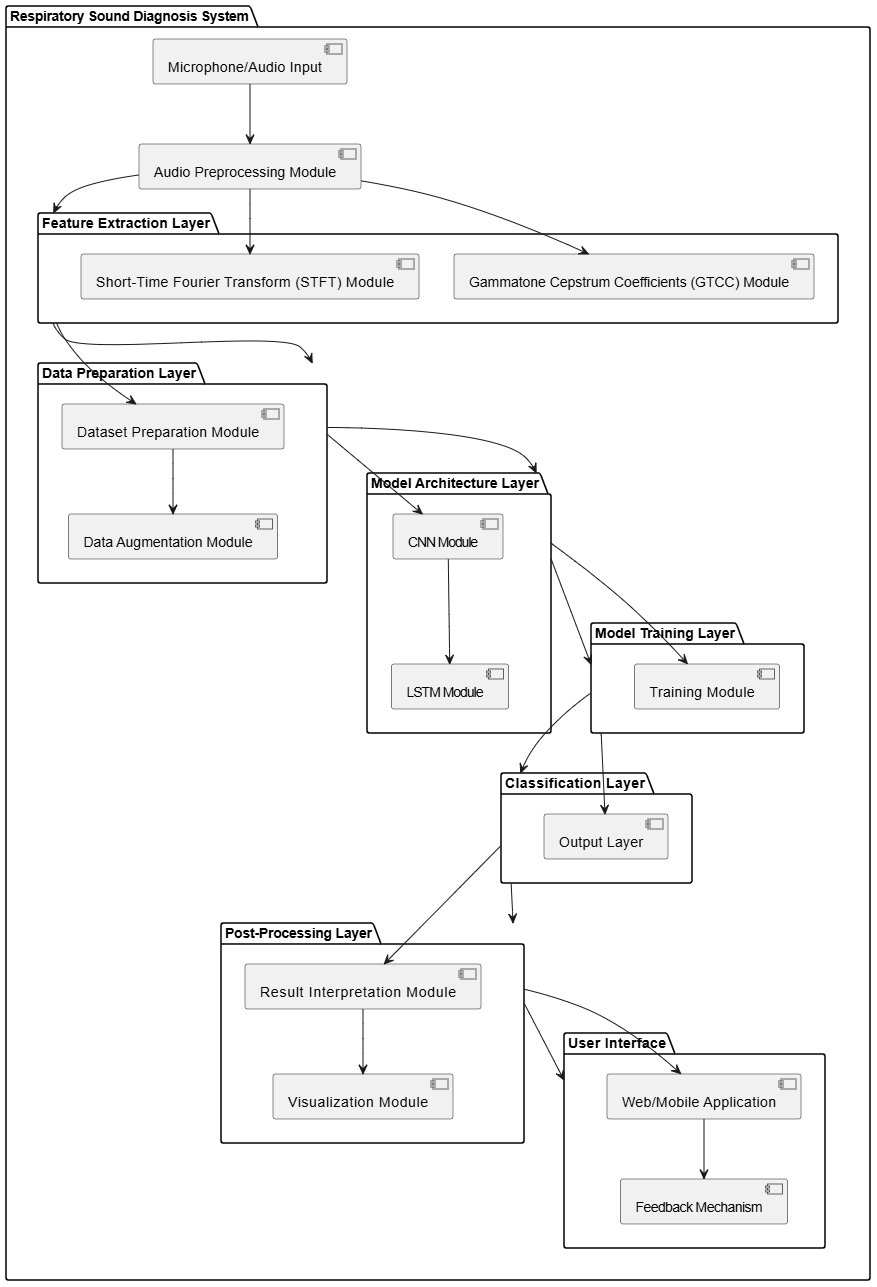 Respiratory Sound Diagnosis System
Microphone/Audio Input
Audio Preprocessing Module
Feature Extraction Layer
Short-Time Fourier Transform (STFT) Module
Gammatone Cepstrum Coefficients (GTCC) Module
Data Preparation Layer
Dataset Preparation Module
Data Augmentation Module
Model Architecture Layer
CNN Module
LSTM Module
Model Training Layer
Training Module
Classification Layer
Output Layer
Post-Processing Layer
Result Interpretation Module
Visualization Module
User Interface
Web/Mobile Application
Feedback Mechanism